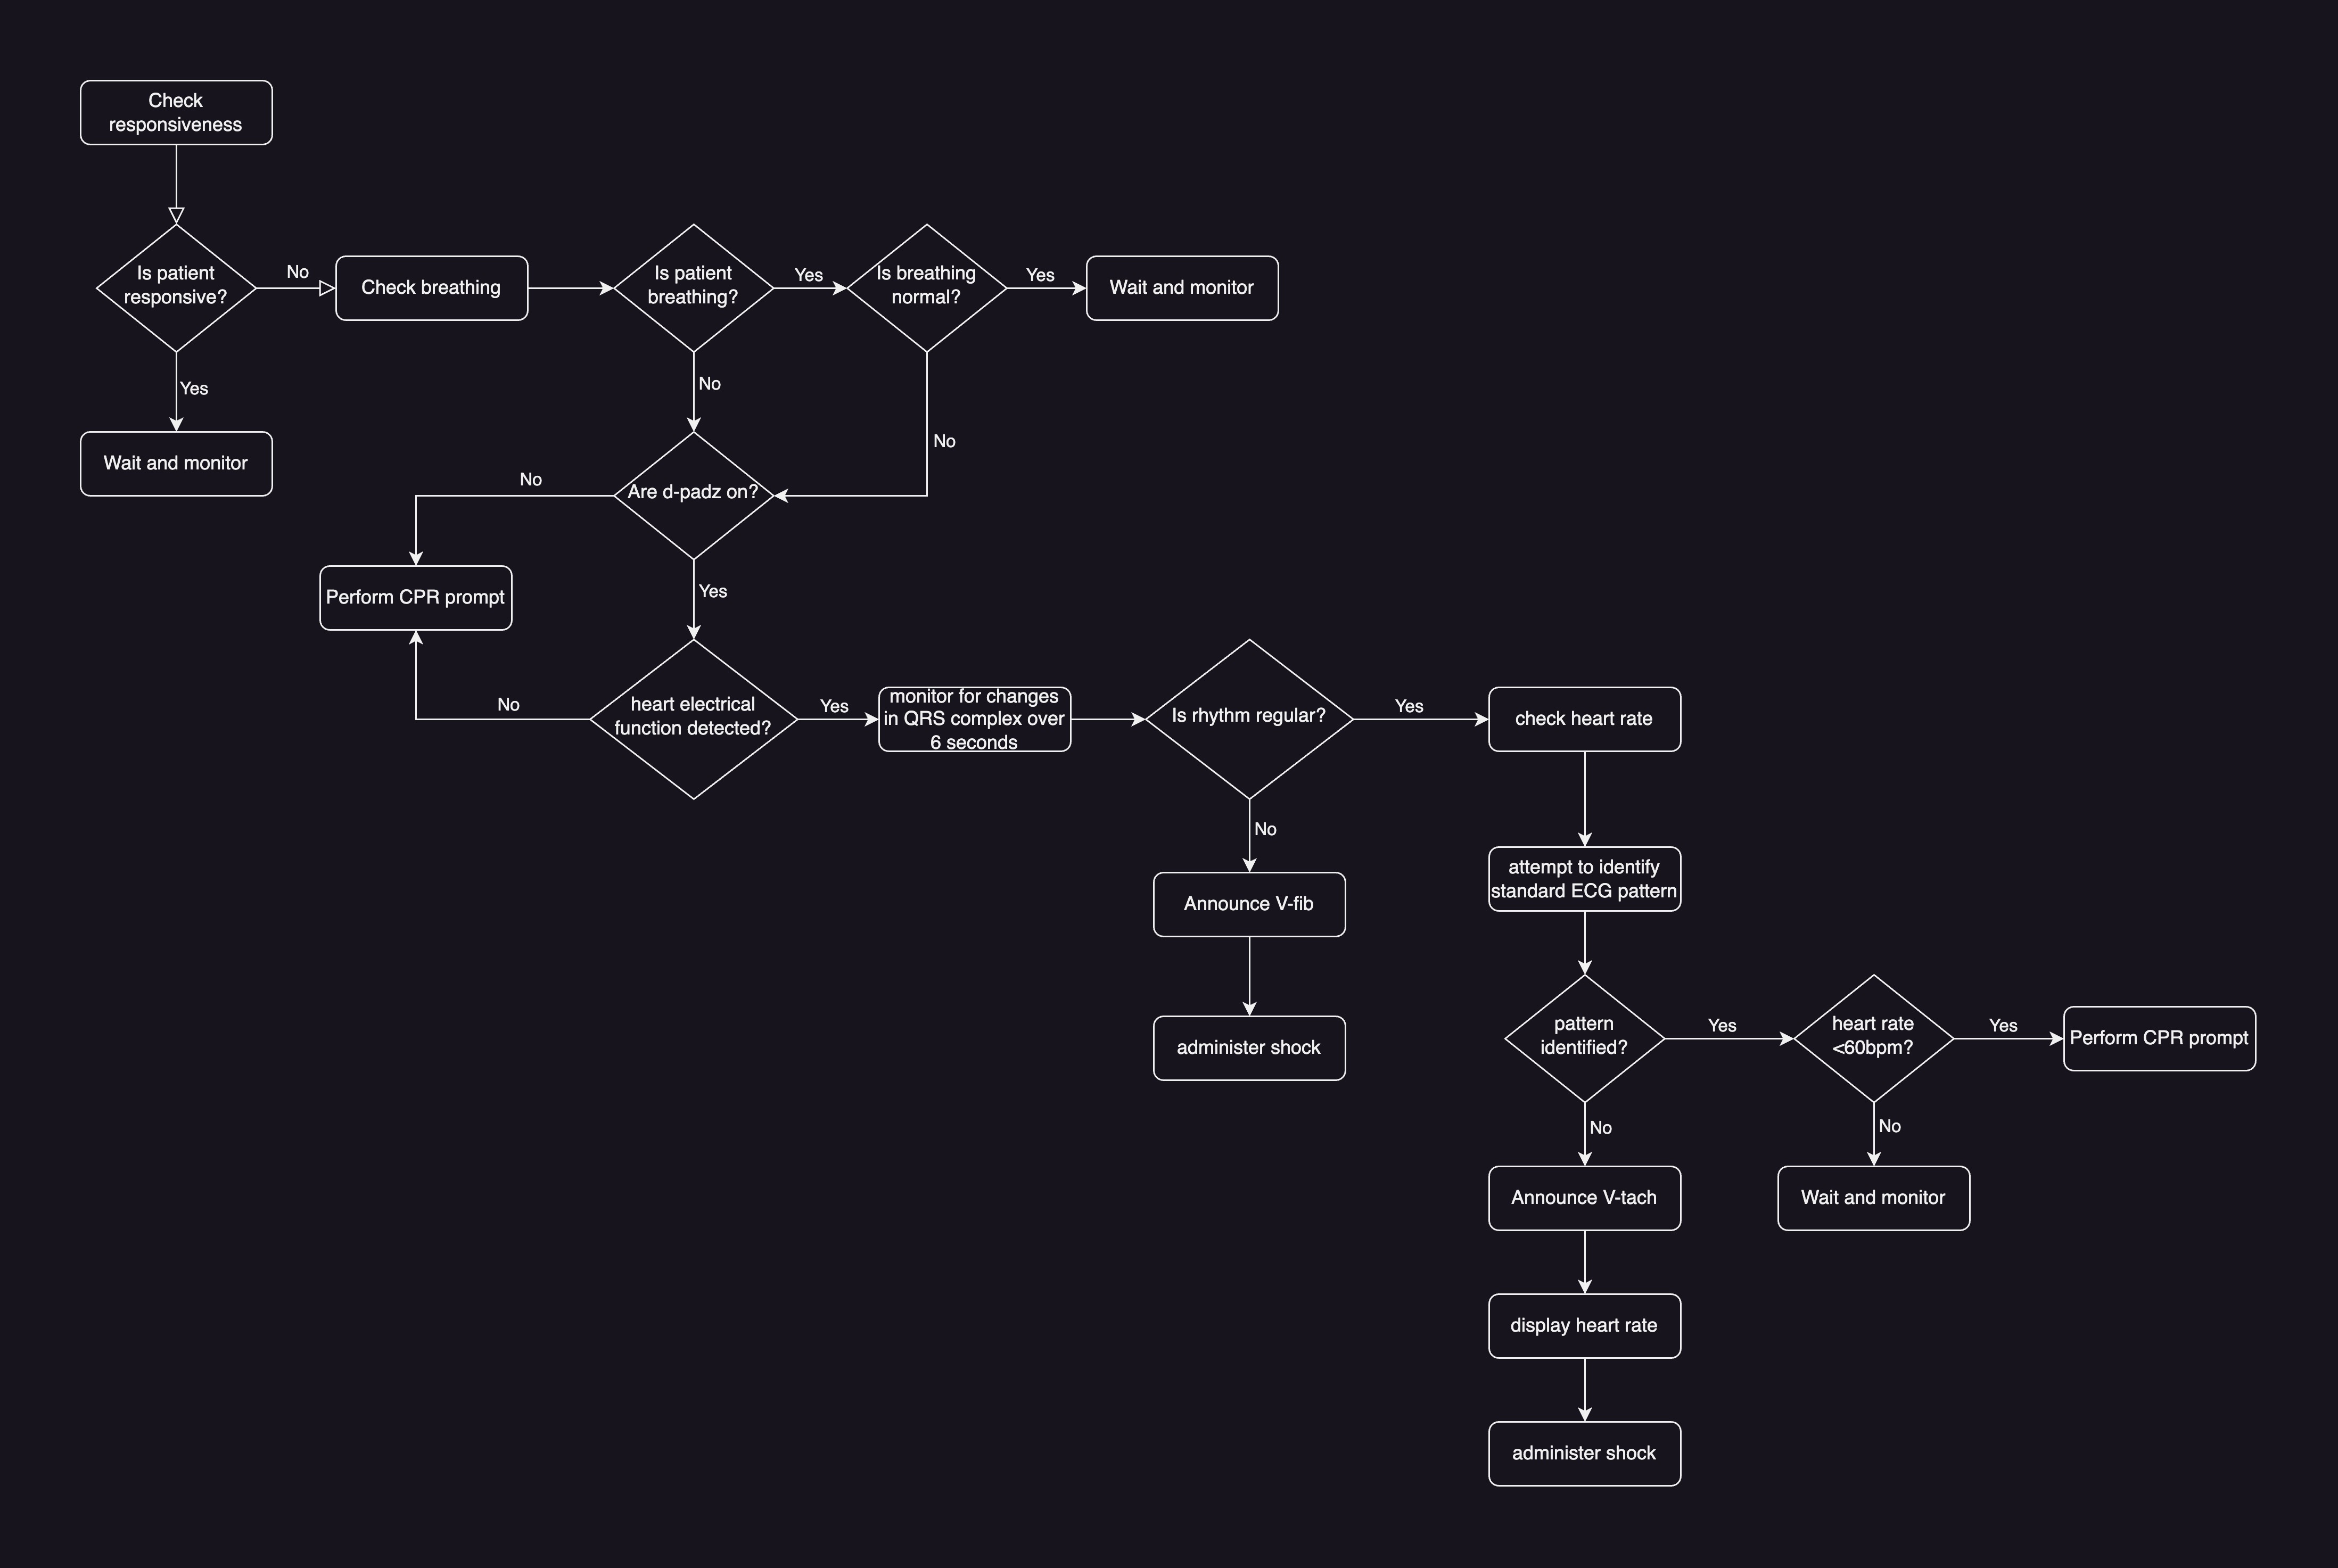 Check
responsiveness
Is patient
responsive?
No
Check breathing
Is patient
breathing?
Yes
Is breathing
normal?
Yes
Wait and monitor
Yes
No
No
Wait and monitor
No
Are d-padz on?
Perform CPR prompt
Yes
No
heart electrical
function detected?
Yes
monitor for changes
in QRS complex over
6 seconds
Is rhythm regular?
Yes
check heart rate
No
Announce V-fib
attempt to identify
standard ECG pattern
administer shock
pattern
identified?
Yes
heart rate
<60bpm?
Yes
Perform CPR prompt
No
No
Announce V-tach
Wait and monitor
display heart rate
administer shock